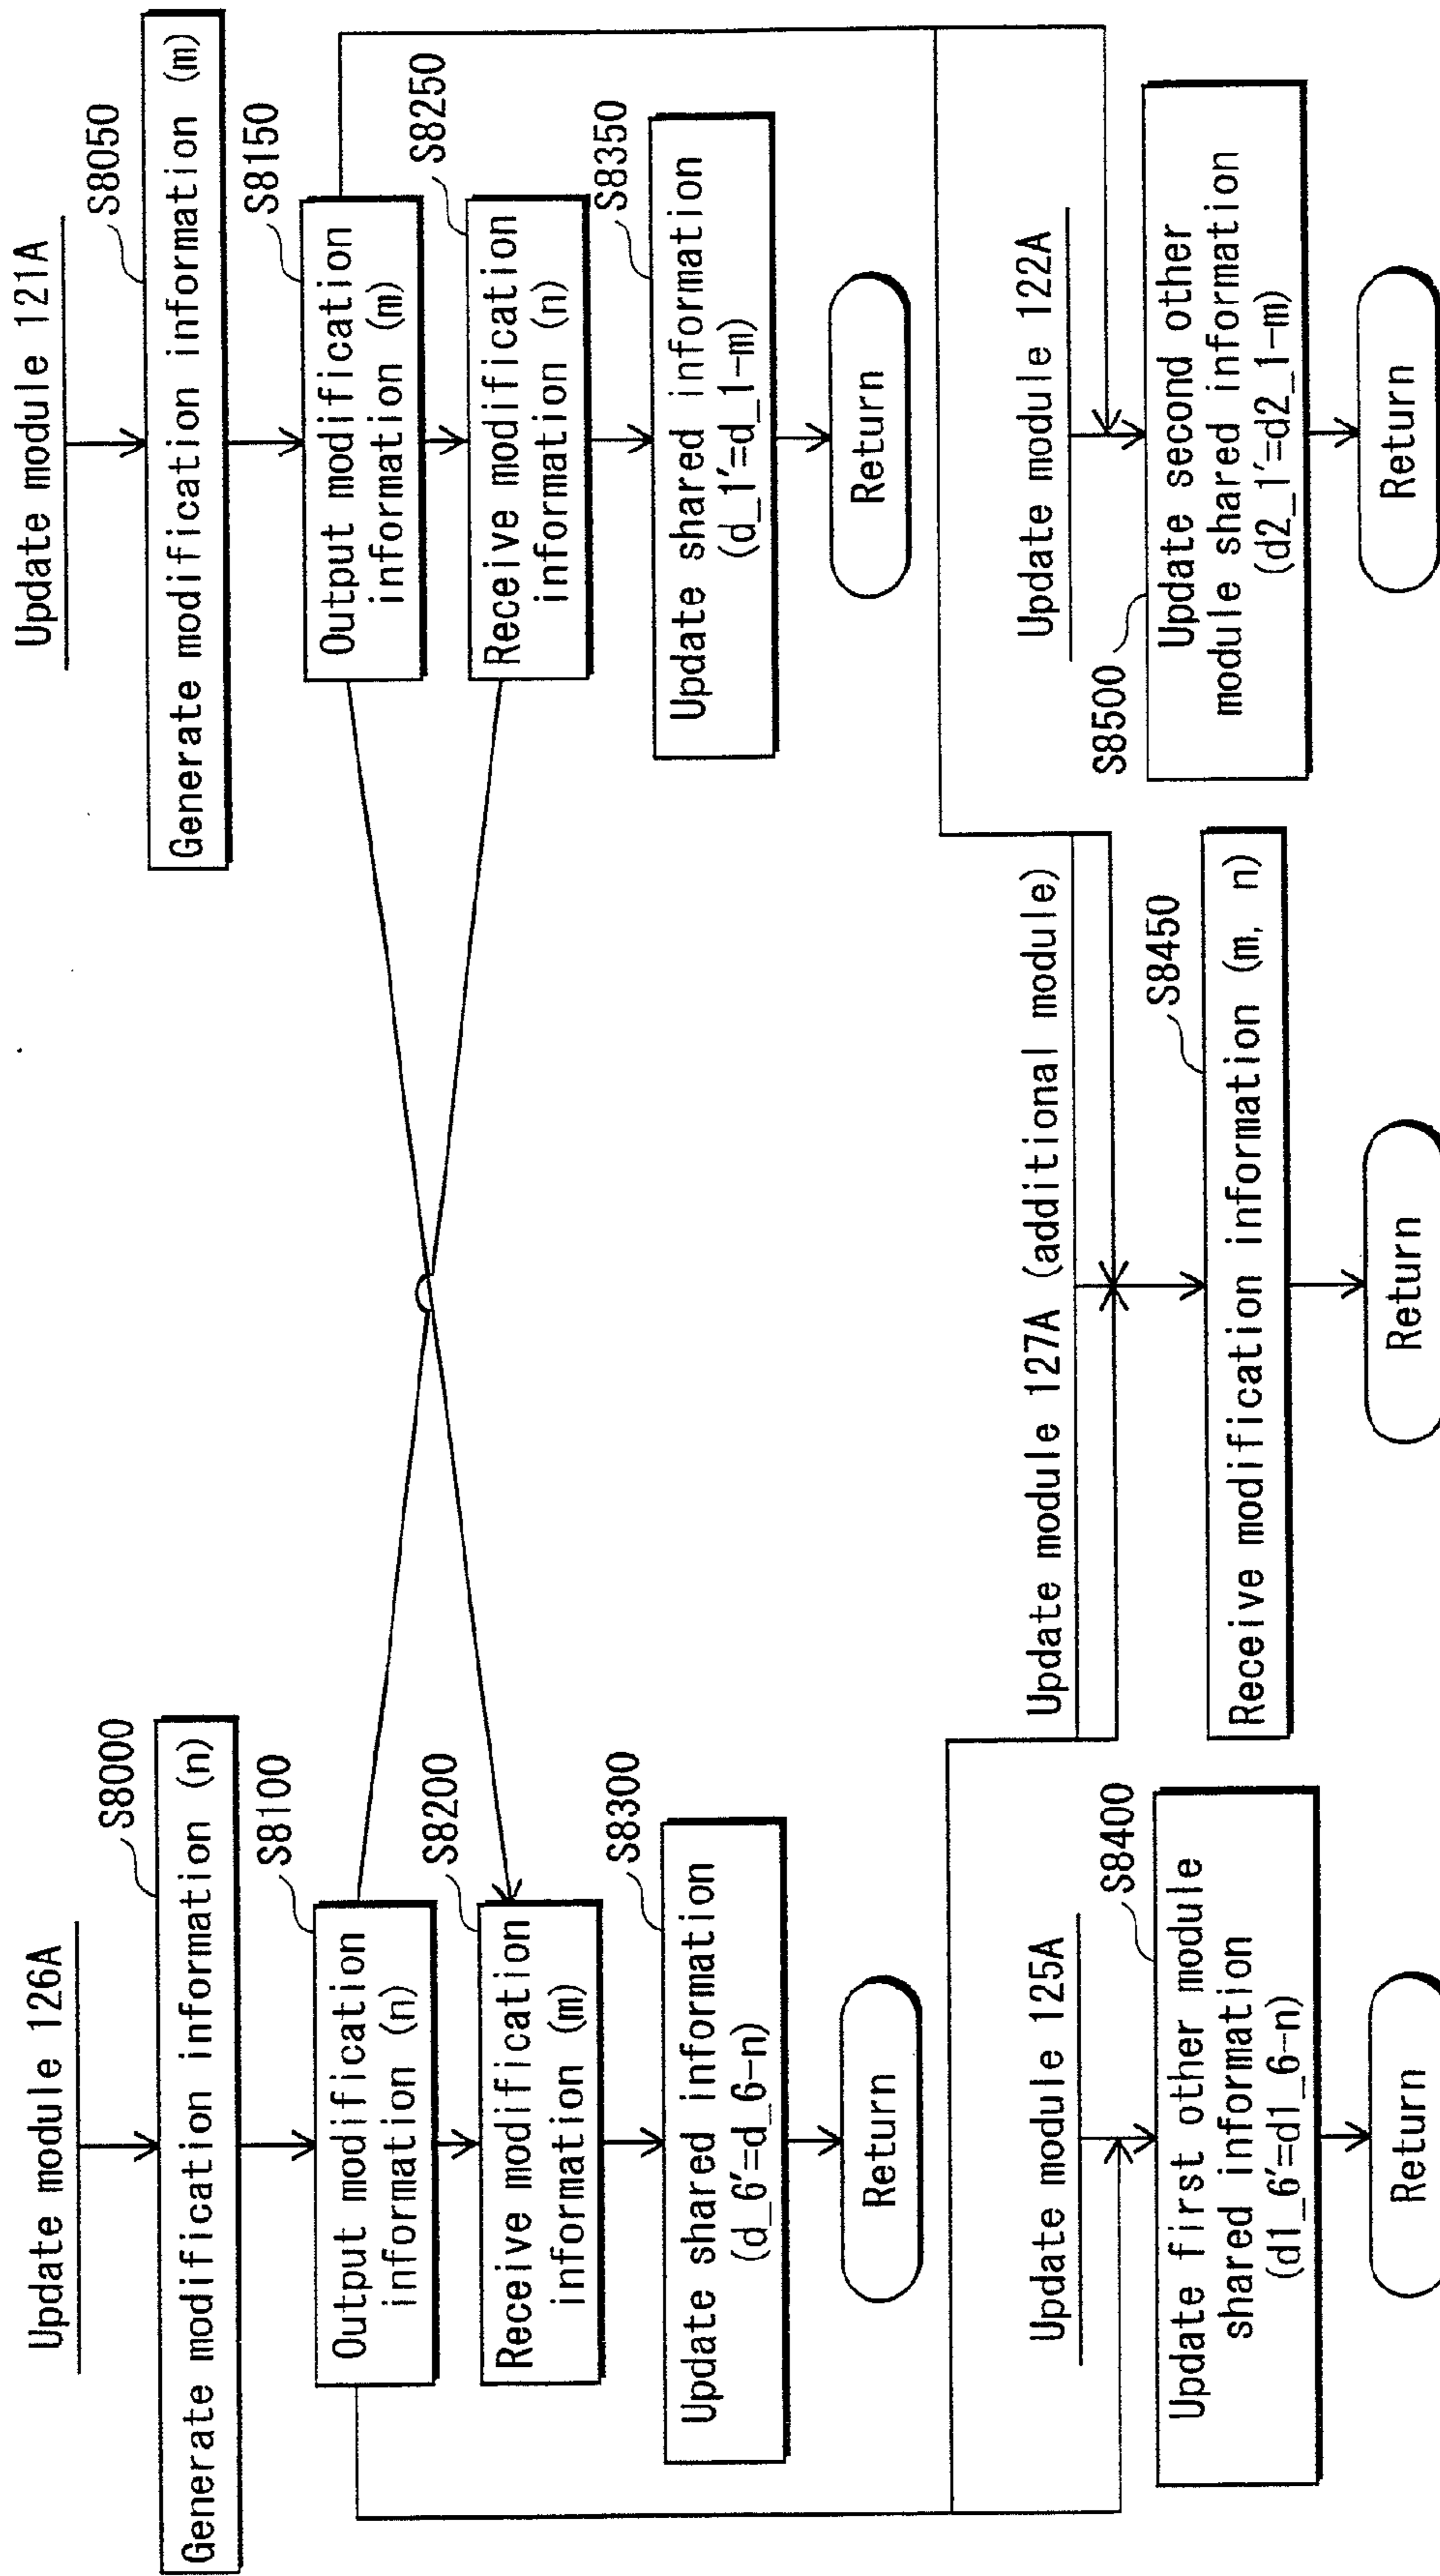 Update module 126A
S8000
Generate modification information (n)
S8100
Output modification
information (n)
S8200
Receive modification
information (m)
S8300
Update shared information
(d_6′=d_6-n)
Return
Update module 121A
S8050
Generate modification information (m)
S8150
Output modification
information (m)
S8250
Receive modification
information (n)
S8350
Update shared information
(d_1′=d_1-m)
Return
Update module 125A
S8400
Update first other module
shared information
(d1_6′=d1_6-n)
Return
Update module 127A (additional module)
S8450
Receive modification information (m, n)
Return
Update module 122A
S8500
Update second other
module shared information
(d2_1′=d2_1-m)
Return